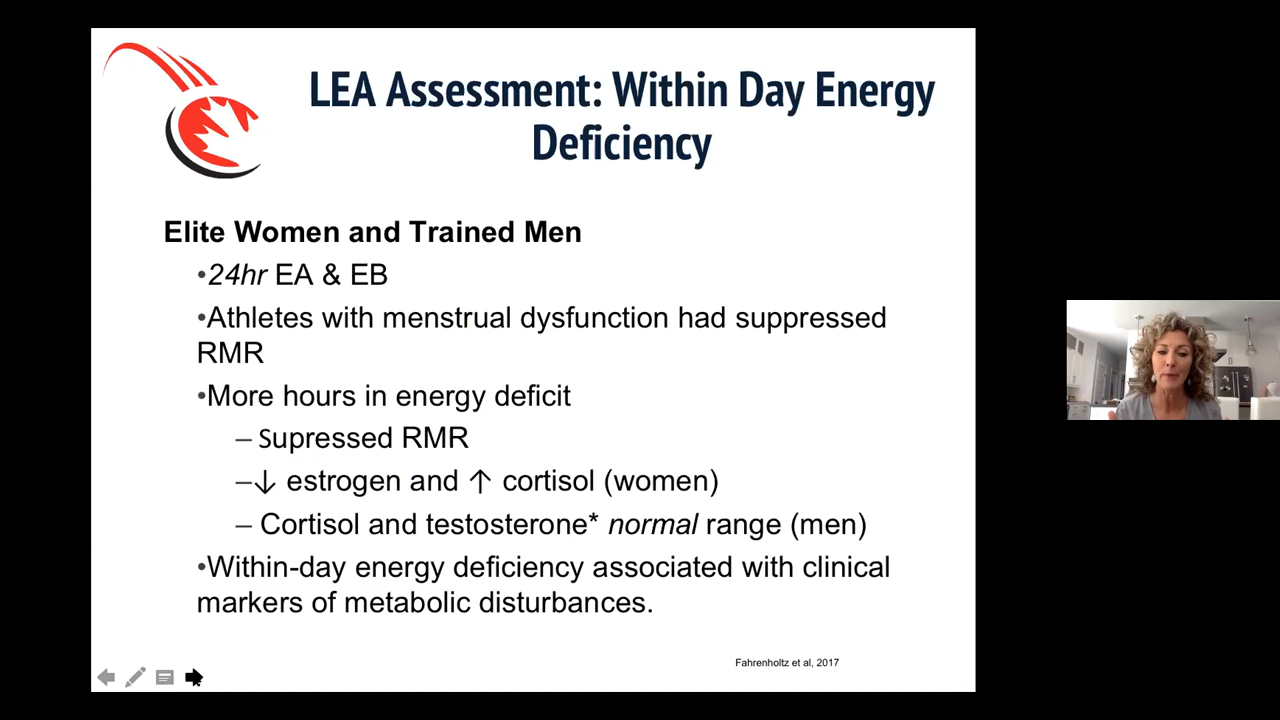 LEA Assessment: Within Day Energy
Deficiency
Elite Women and Trained Men
•24hr EA & EB
•Athletes with menstrual dysfunction had suppressed
RMR
•More hours in energy deficit
– Supressed RMR
–↓ estrogen and ↑ cortisol (women)
– Cortisol and testosterone* normal range (men)
•Within-day energy deficiency associated with clinical
markers of metabolic disturbances.
Fahrenholtz et al, 2017